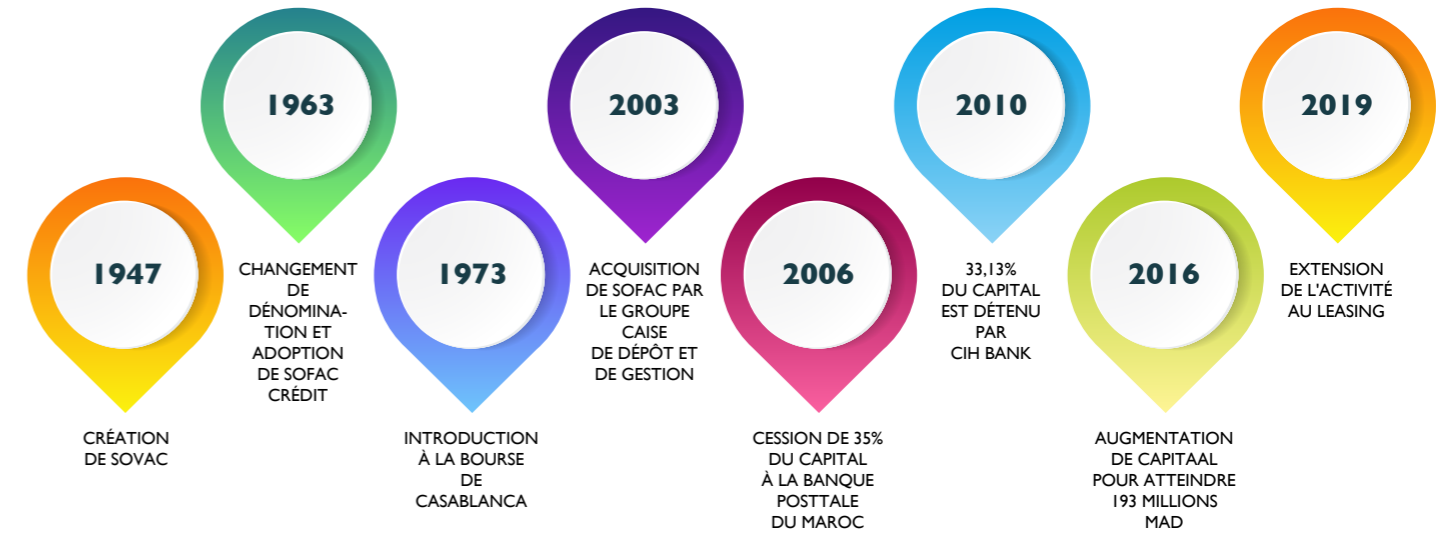 1947
CRÉATION
DE SOVAC
1963
CHANGEMENT
DE
DÉNOMINA-
TION ET
ADOPTION
DE SOFAC
CRÉDIT
1973
INTRODUCTION
À LA BOURSE
DE
CASABLANCA
2003
ACQUISITION
DE SOFAC PAR
LE GROUPE
CAISE
DE DÉPÔT ET
DE GESTION
2006
CESSION DE 35%
DU CAPITAL
À LA BANQUE
POSTTALE
DU MAROC
2010
33,13%
DU CAPITAL
EST DÉTENU
PAR
CIH BANK
2016
AUGMENTATION
DE CAPITAAL
POUR ATTEINDRE
193 MILLIONS
MAD
2019
EXTENSION
DE L'ACTIVITÉ
AU LEASING